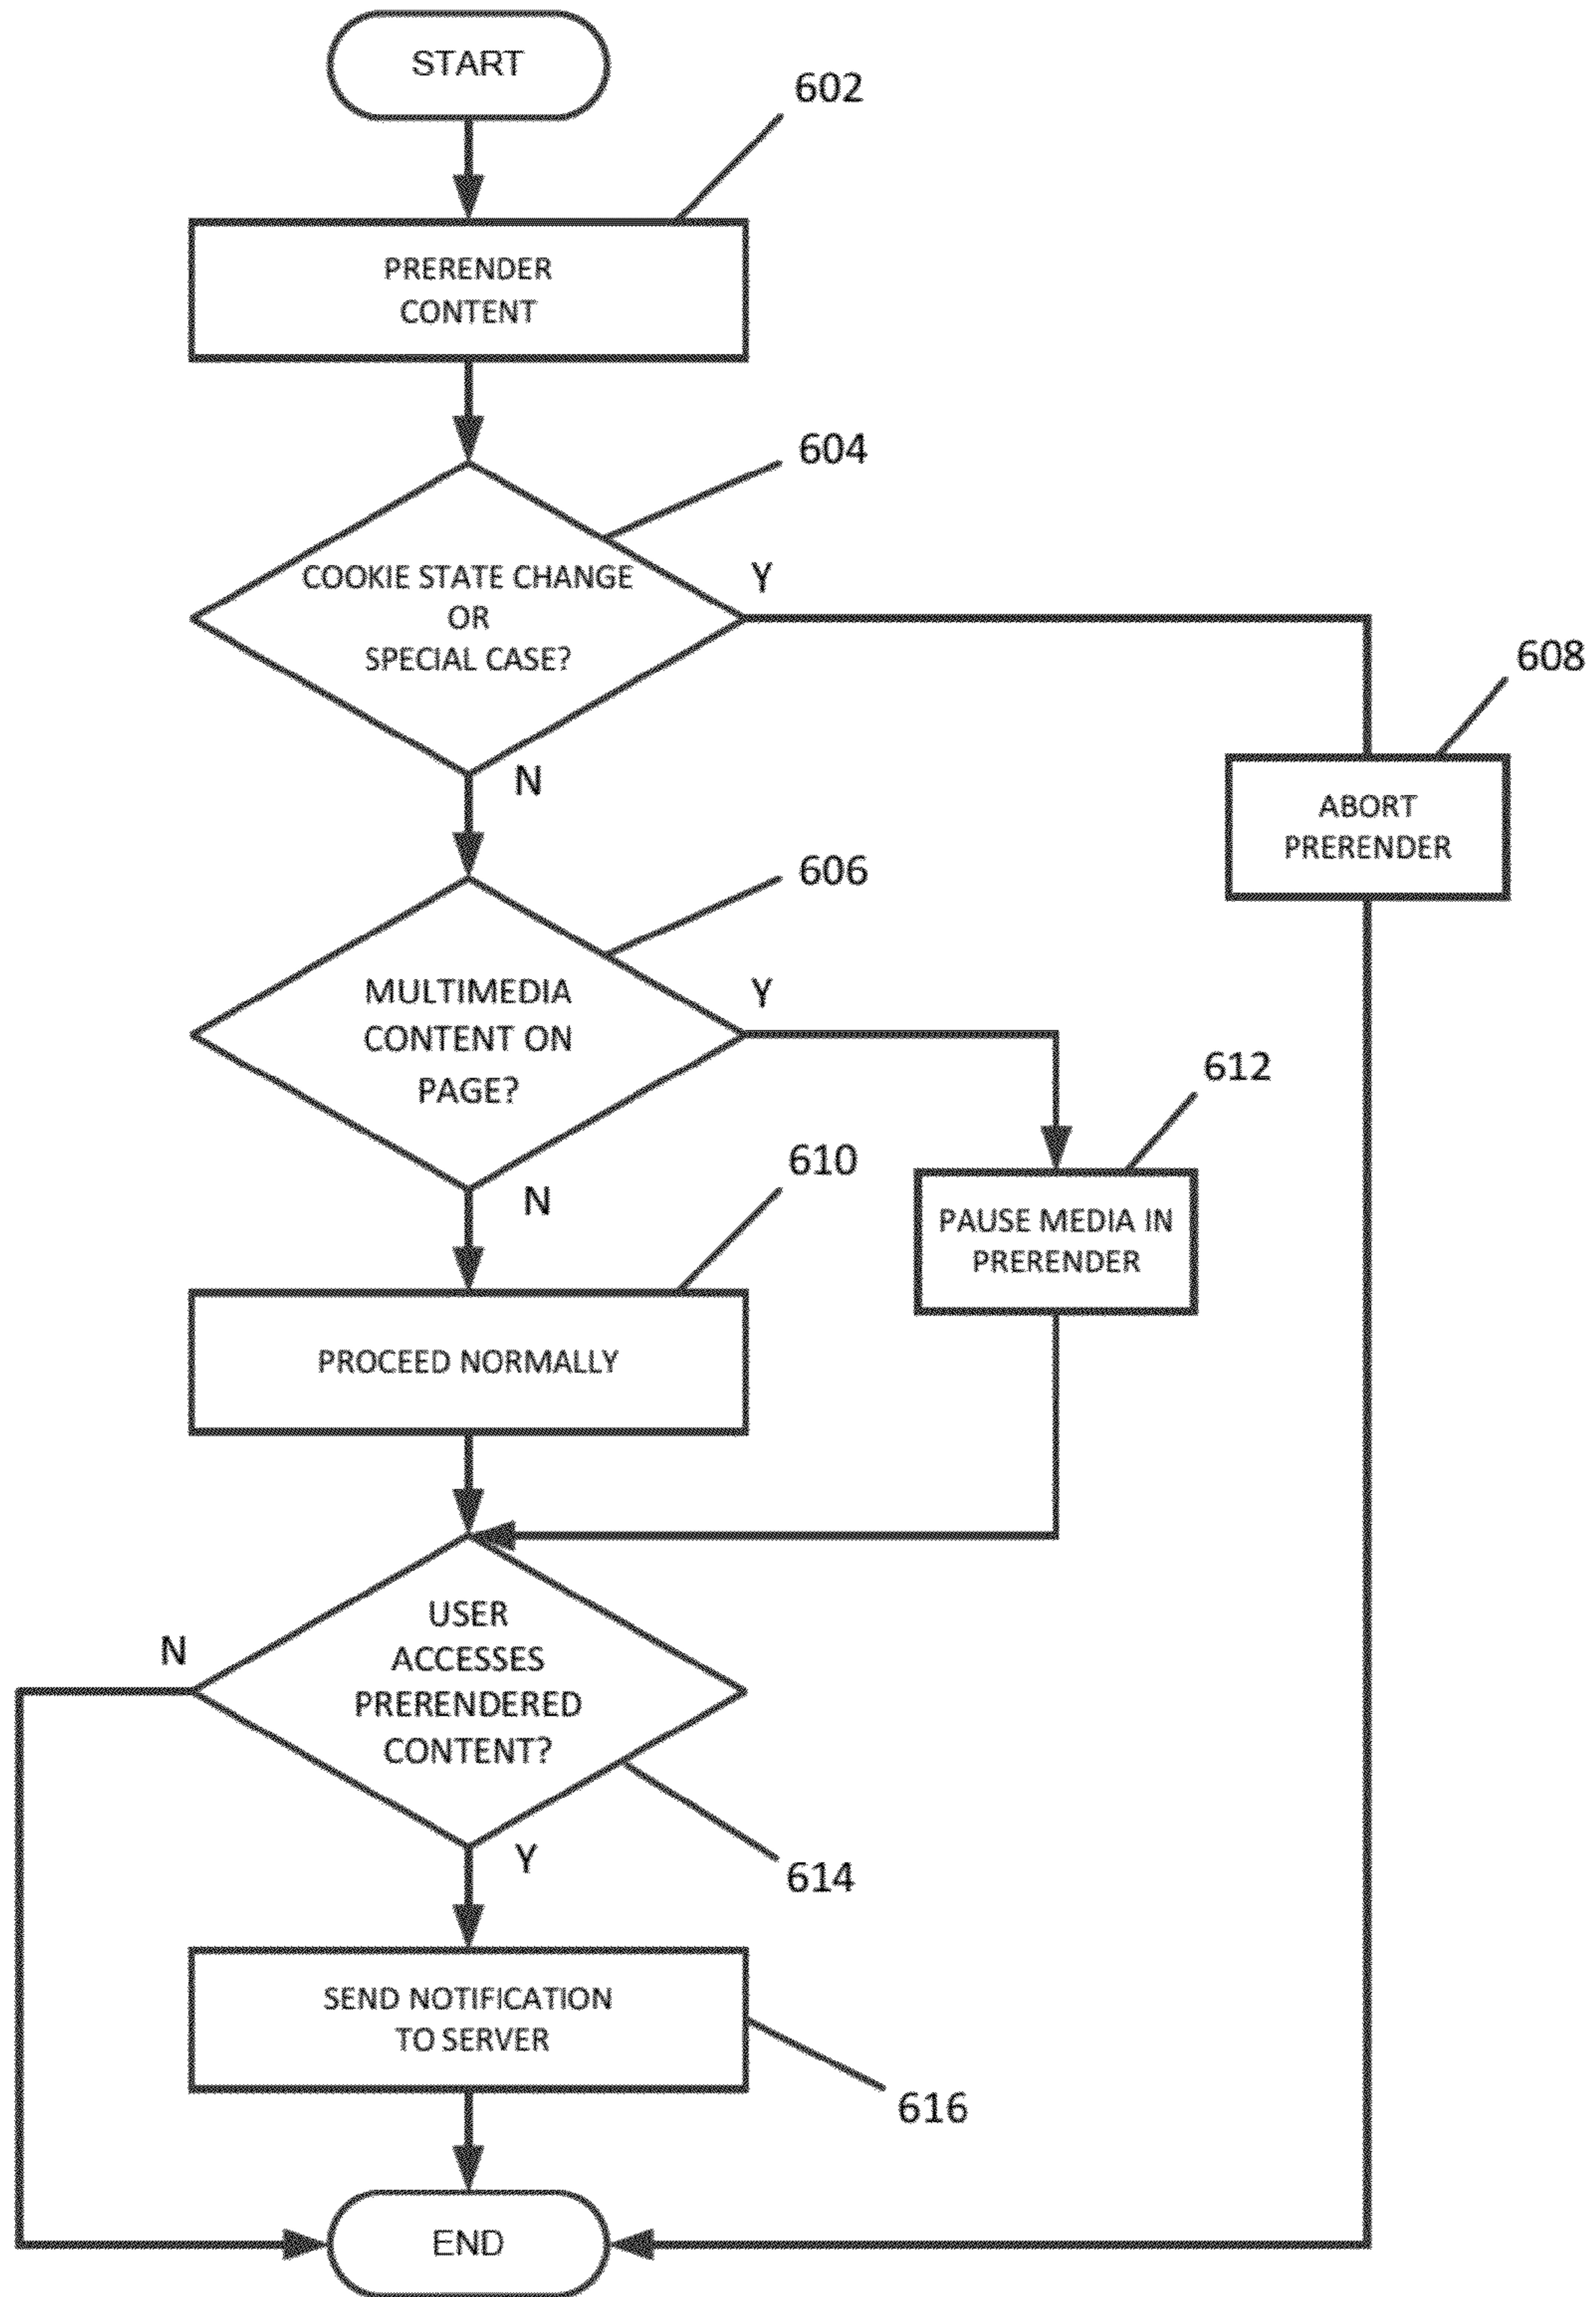 START
602
PRERENDER
CONTENT
604
COOKIE STATE CHANGE
OR
SPECIAL CASE?
Y
N
608
ABORT
PRERENDER
606
MULTIMEDIA
CONTENT ON
PAGE?
Y
N
612
PAUSE MEDIA IN
PRERENDER
610
PROCEED NORMALLY
USER
ACCESSES
PRERENDERED
CONTENT?
N
Y
614
SEND NOTIFICATION
TO SERVER
616
END